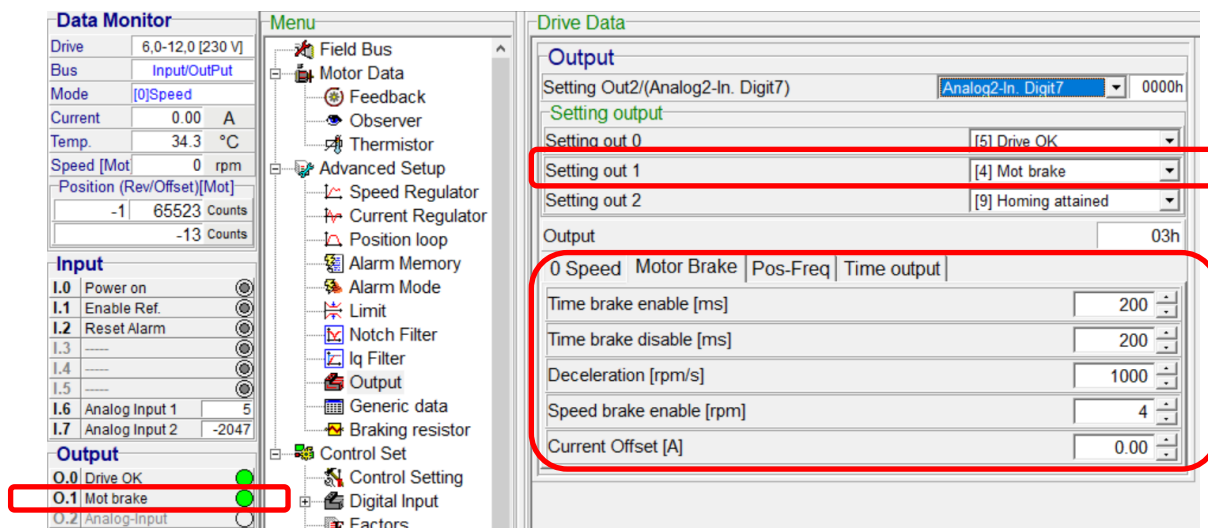 Data Monitor
Drive 6,0-12,0 [230 V]
Bus Input/OutPut
Mode [0]Speed
Current 0.00 A
Temp. 34.3 °C
Speed [Mot 0 rpm
Position (Rev/Offset)[Mot]
-1 65523 Counts
-13 Counts
Input
I.0 Power on
I.1 Enable Ref.
I.2 Reset Alarm
I.3 -----
I.4 -----
I.5 -----
I.6 Analog Input 1 5
I.7 Analog Input 2 -2047
Output
O.0 Drive OK
O.1 Mot brake
O.2 Analog-Input
Menu
Field Bus
Motor Data
Feedback
Observer
Thermistor
Advanced Setup
Speed Regulator
Current Regulator
Position loop
Alarm Memory
Alarm Mode
Limit
Notch Filter
Iq Filter
Output
Generic data
Braking resistor
Control Set
Control Setting
Digital Input
Factors
Drive Data
Output
Setting Out2/(Analog2-In. Digit7) Analog2-In. Digit7 0000h
Setting output
Setting out 0 [5] Drive OK
Setting out 1 [4] Mot brake
Setting out 2 [9] Homing attained
Output 03h
0 Speed Motor Brake Pos-Freq Time output
Time brake enable [ms] 200
Time brake disable [ms] 200
Deceleration [rpm/s] 1000
Speed brake enable [rpm] 4
Current Offset [A] 0.00